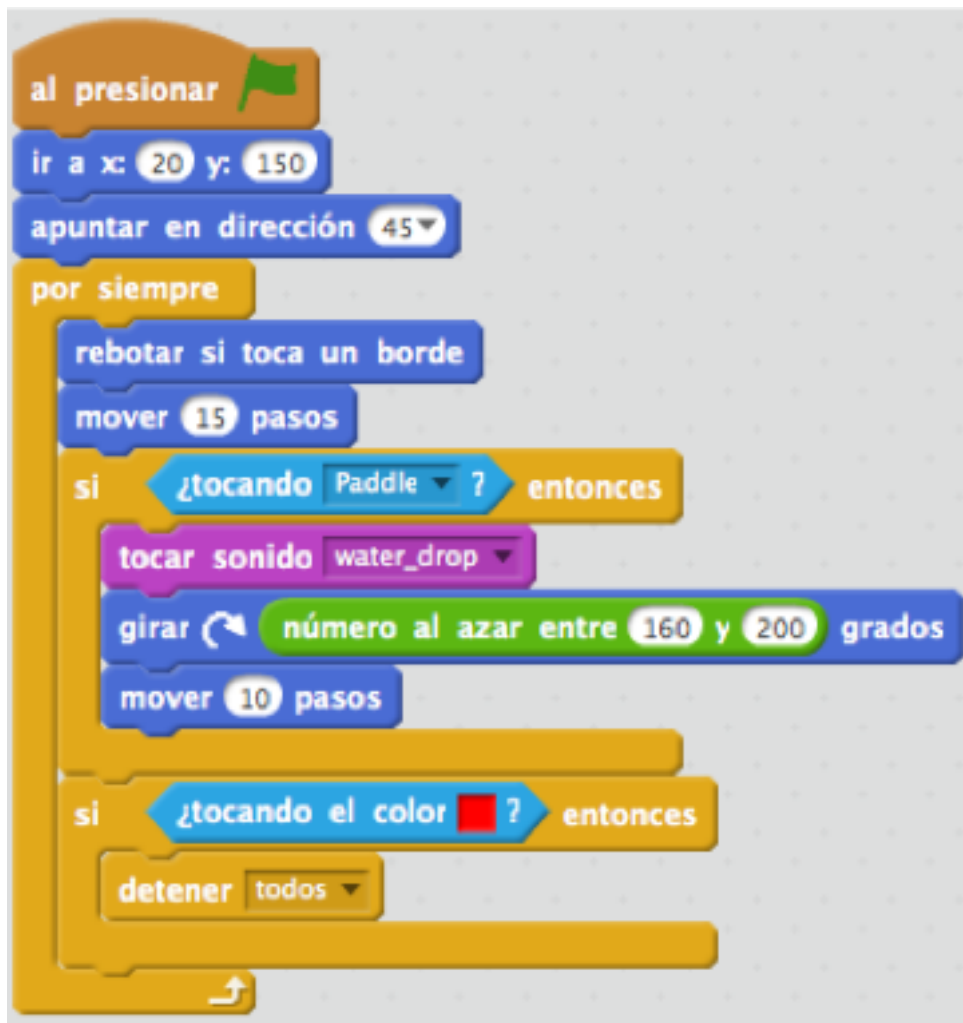 al presionar
ir a x: 20 y: 150
apuntar en dirección 45
por siempre
rebotar si toca un borde
mover 15 pasos
si ¿tocando Paddle ? entonces
tocar sonido water_drop
girar número al azar entre 160 y 200 grados
mover 10 pasos
si ¿tocando el color ? entonces
detener todos